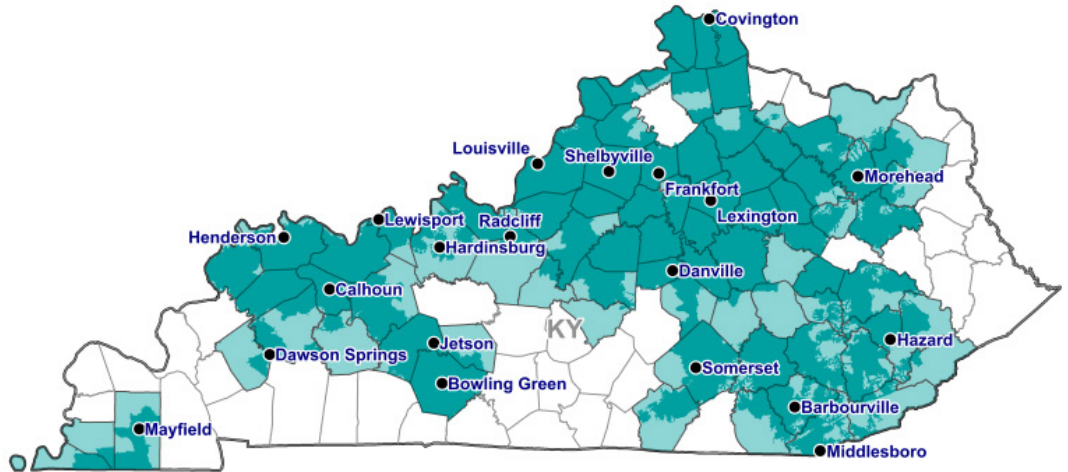 Covington
Louisville
Shelbyville
Morehead
Frankfort
Lexington
Lewisport
Radcliff
Henderson
Hardinsburg
Danville
Calhoun
KY
Jetson
Hazard
Dawson Springs
Somerset
Bowling Green
Barbourville
Mayfield
Middlesboro